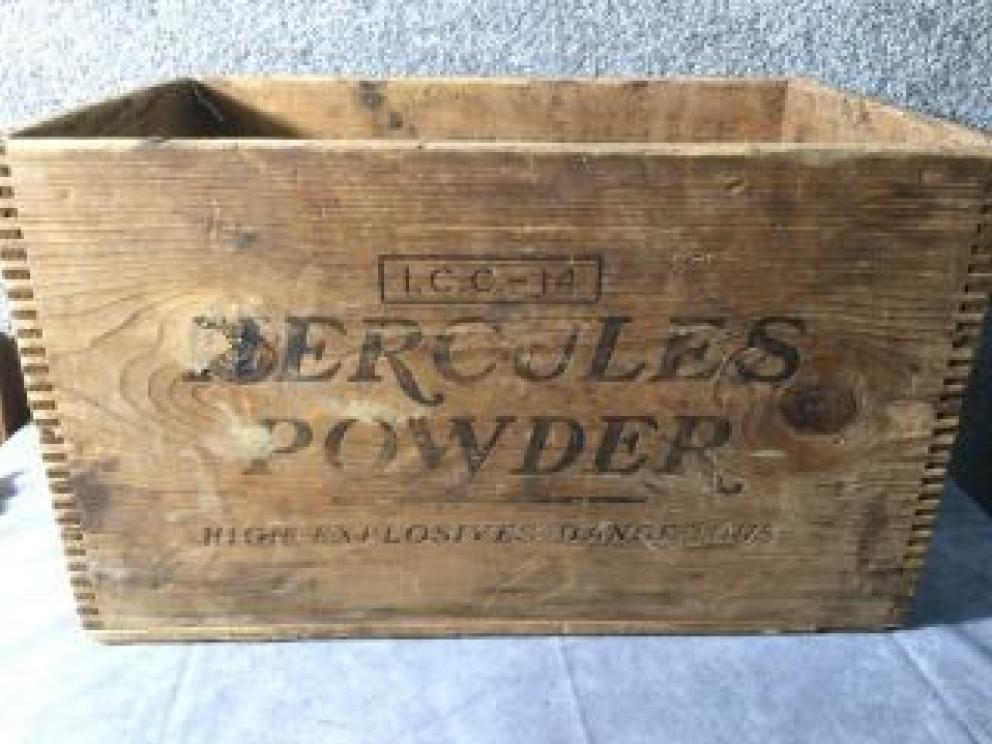 I.C.C.-14
HERCULES
POWDER
HIGH EXPLOSIVES DANGEROUS